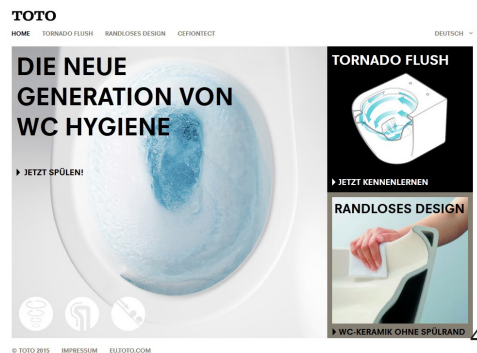 TOTO
HOME TORNADO FLUSH RANDLOSES DESIGN CEFIONTECT DEUTSCH
DIE NEUE
GENERATION VON
WC HYGIENE
JETZT SPÜLEN!
TORNADO FLUSH
JETZT KENNENLERNEN
RANDLOSES DESIGN
WC-KERAMIK OHNE SPÜLRAND
© TOTO 2015 IMPRESSUM EU.TOTO.COM